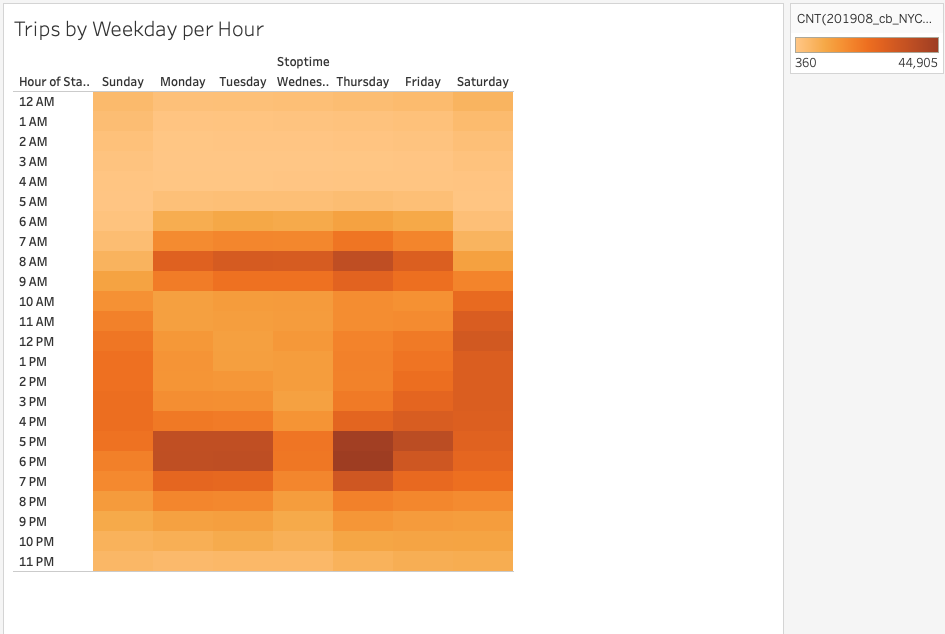 Trips by Weekday per Hour
CNT(201908_cb_NYC...
360 44,905
Stoptime
Hour of Sta.. Sunday Monday Tuesday Wednes.. Thursday Friday Saturday
12 AM
1 AM
2 AM
3 AM
4 AM
5 AM
6 AM
7 AM
8 AM
9 AM
10 AM
11 AM
12 PM
1 PM
2 PM
3 PM
4 PM
5 PM
6 PM
7 PM
8 PM
9 PM
10 PM
11 PM